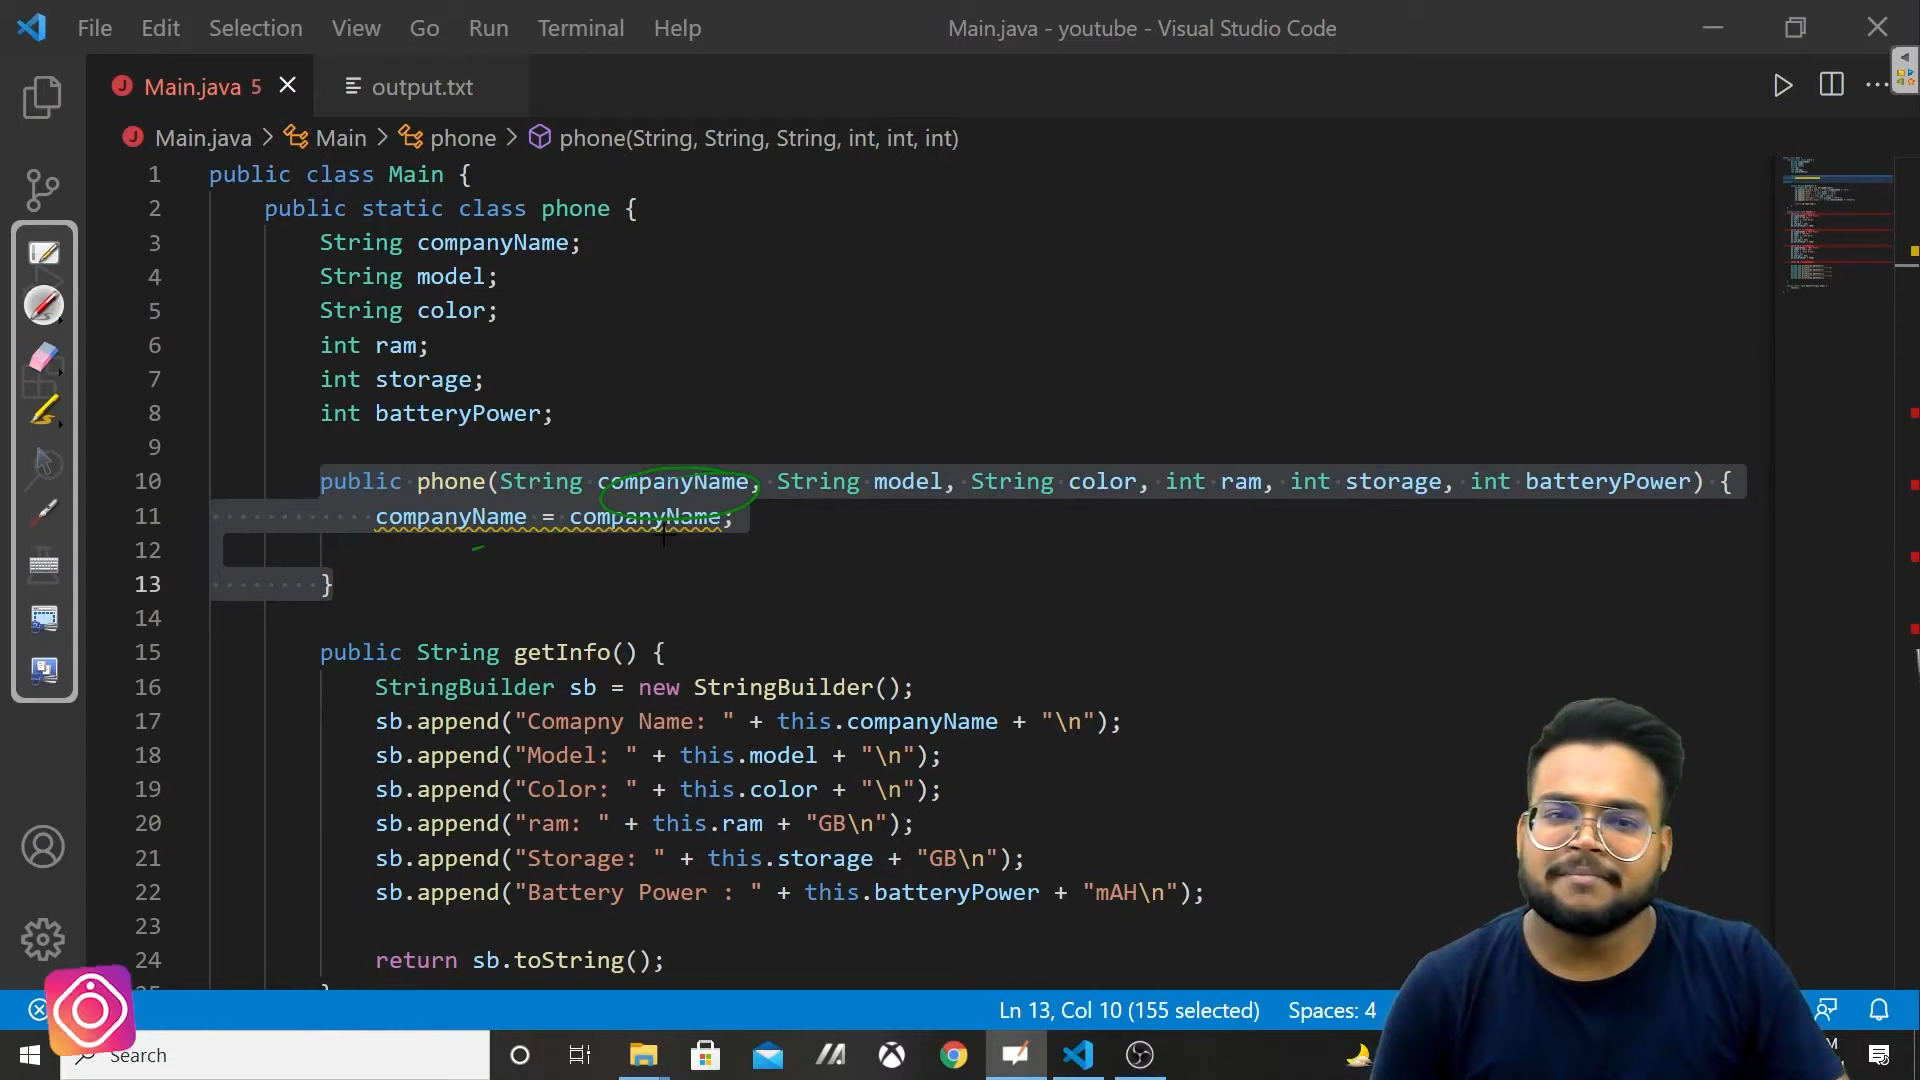 File Edit Selection View Go Run Terminal Help Main.java - youtube - Visual Studio Code
Main.java 5 output.txt
Main.java > Main > phone > phone(String, String, String, int, int, int)
1 public class Main {
2 public static class phone {
3 String companyName;
4 String model;
5 String color;
6 int ram;
7 int storage;
8 int batteryPower;
9
10 public phone(String companyName, String model, String color, int ram, int storage, int batteryPower) {
11 companyName = companyName;
12
13 }
14
15 public String getInfo() {
16 StringBuilder sb = new StringBuilder();
17 sb.append("Comapny Name: " + this.companyName + "\n");
18 sb.append("Model: " + this.model + "\n");
19 sb.append("Color: " + this.color + "\n");
20 sb.append("ram: " + this.ram + "GB\n");
21 sb.append("Storage: " + this.storage + "GB\n");
22 sb.append("Battery Power : " + this.batteryPower + "mAH\n");
23
24 return sb.toString();
Ln 13, Col 10 (155 selected) Spaces: 4
Search